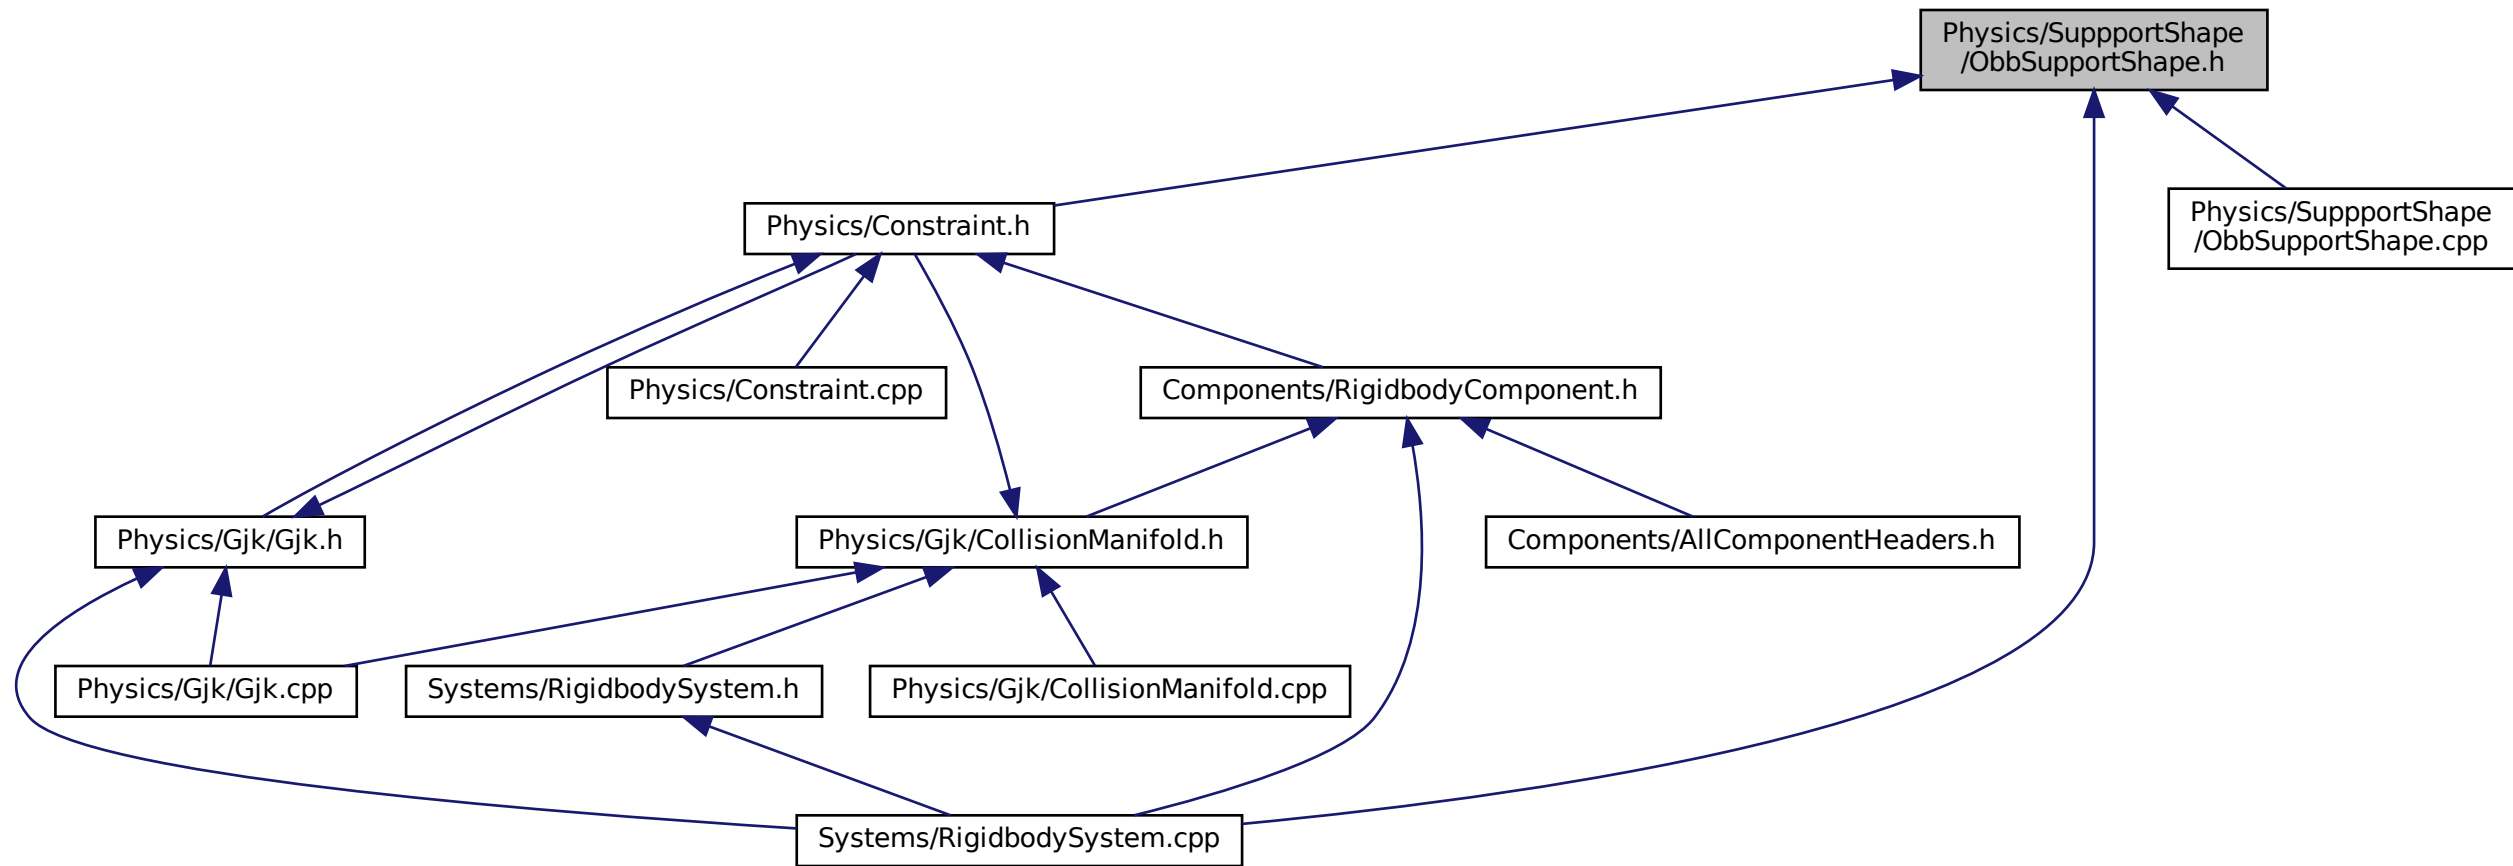 Physics/SuppportShape
/ObbSupportShape.h
Physics/SuppportShape
/ObbSupportShape.cpp
Physics/Constraint.h
Physics/Constraint.cpp
Components/RigidbodyComponent.h
Physics/Gjk/Gjk.h
Physics/Gjk/CollisionManifold.h
Components/AllComponentHeaders.h
Physics/Gjk/Gjk.cpp
Systems/RigidbodySystem.h
Physics/Gjk/CollisionManifold.cpp
Systems/RigidbodySystem.cpp